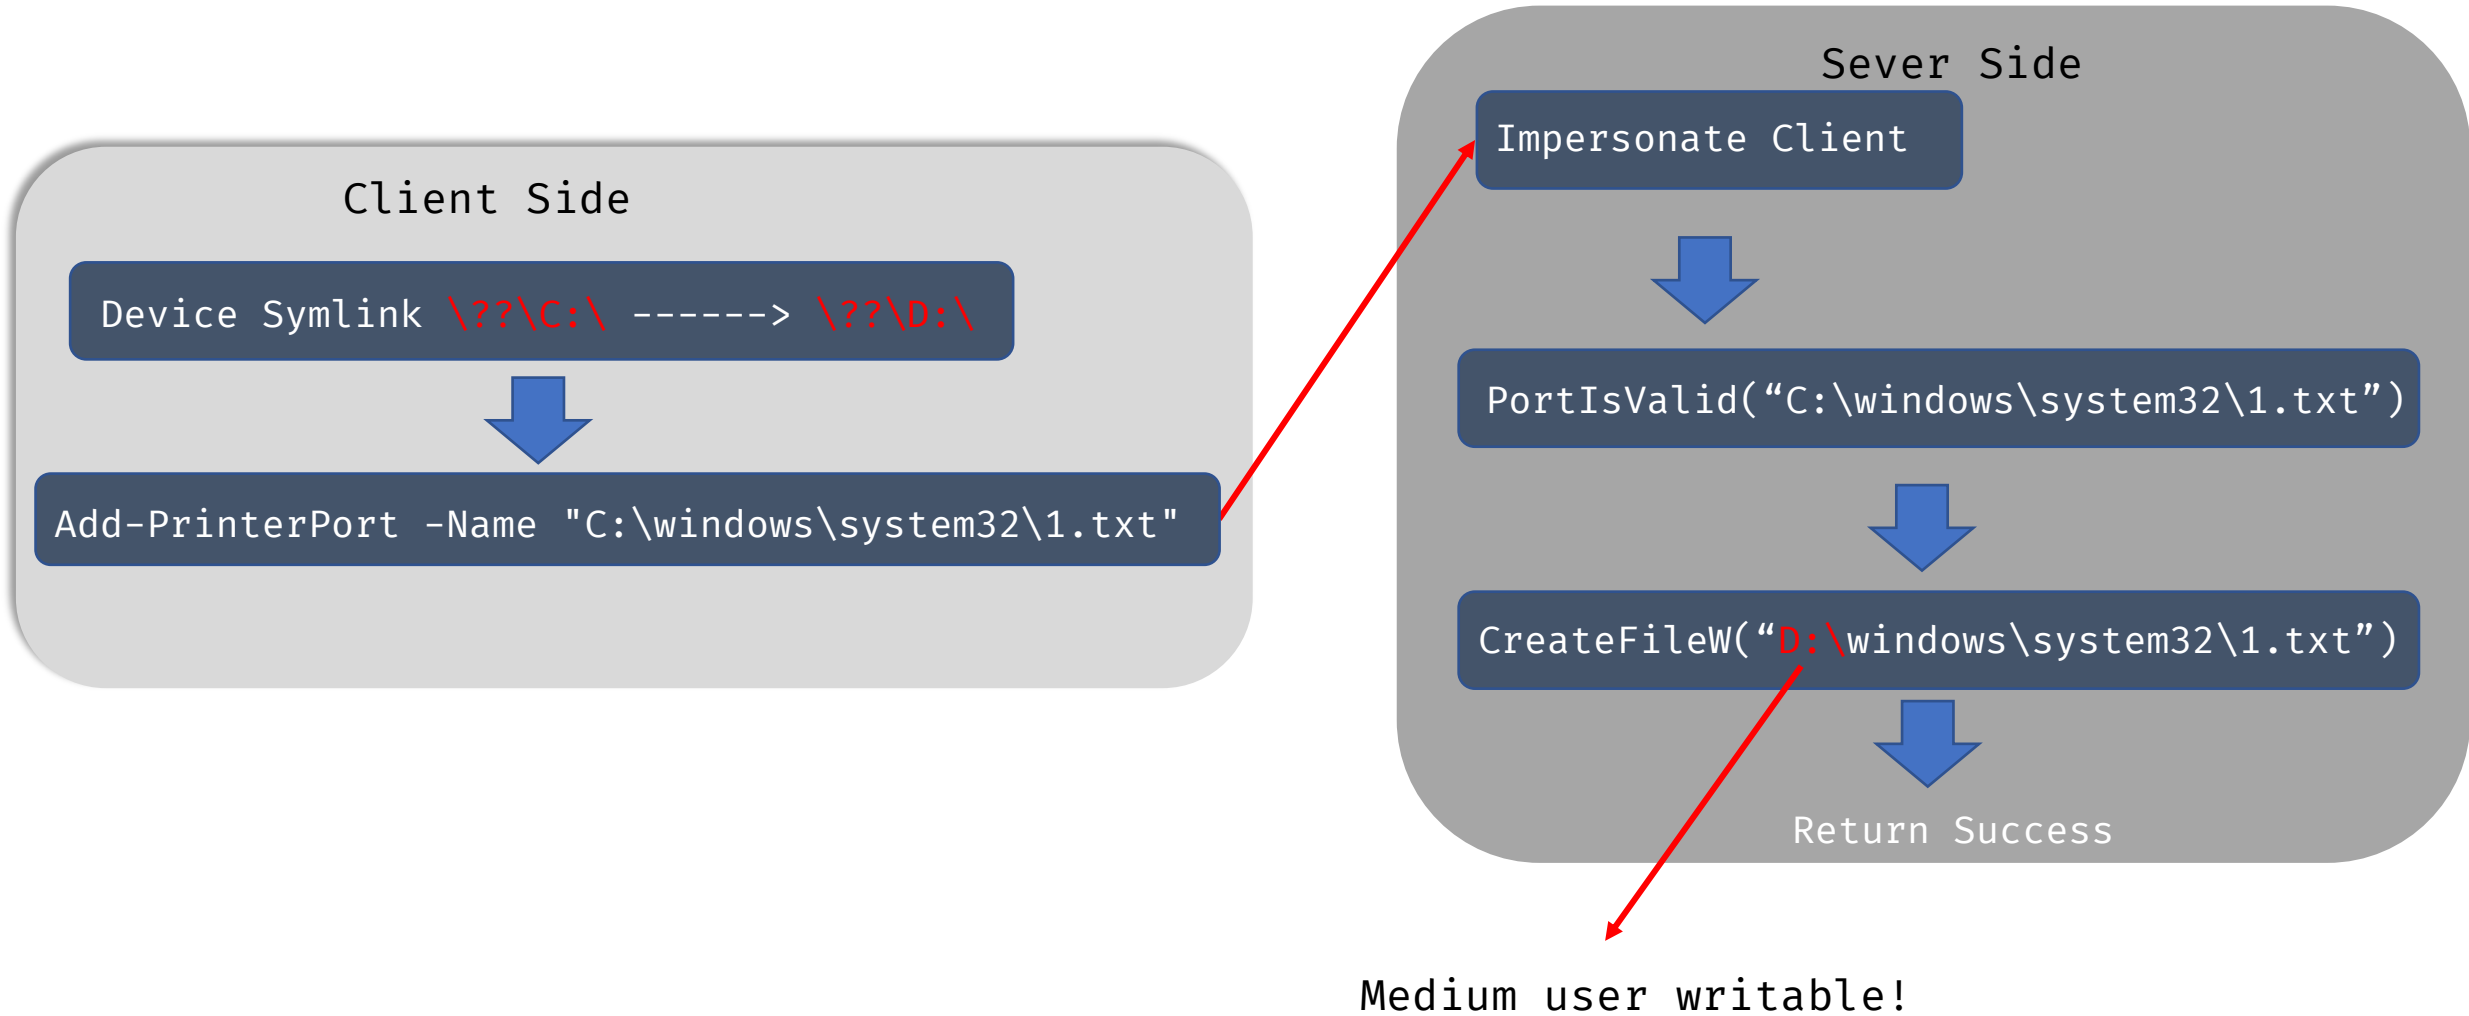 Client Side
Device Symlink \??\C:\ ------> \??\D:\
Add-PrinterPort -Name "C:\windows\system32\1.txt"
Sever Side
Impersonate Client
PortIsValid(“C:\windows\system32\1.txt”)
CreateFileW(“D:\windows\system32\1.txt”)
Return Success
Medium user writable!